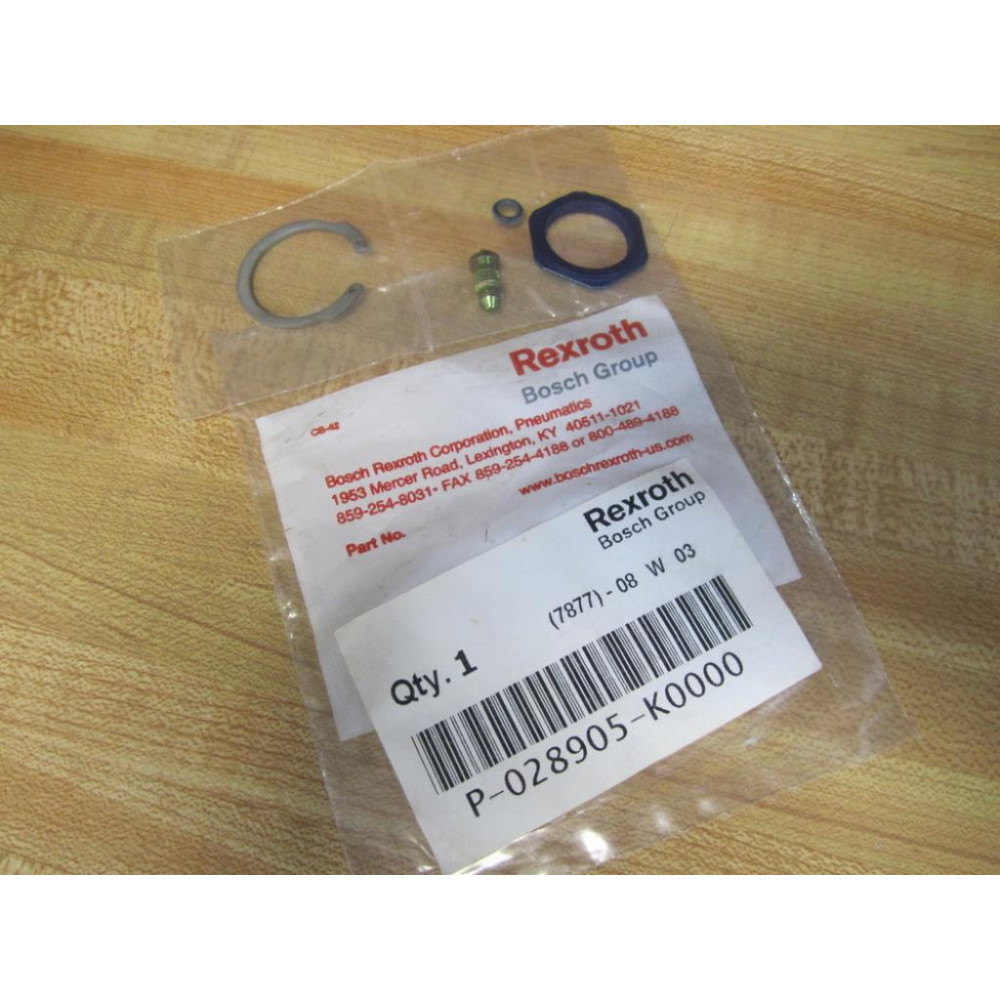 Rexroth
Bosch Group
CS-42
Bosch Rexroth Corporation, Pneumatics
1953 Mercer Road, Lexington, KY 40511-1021
859-254-8031• FAX 859-254-4188 or 800-489-4188
www.boschrexroth-us.com
Part No.
Rexroth
Bosch Group
(7877)-08 W 03
Qty. 1
P-028905-K0000